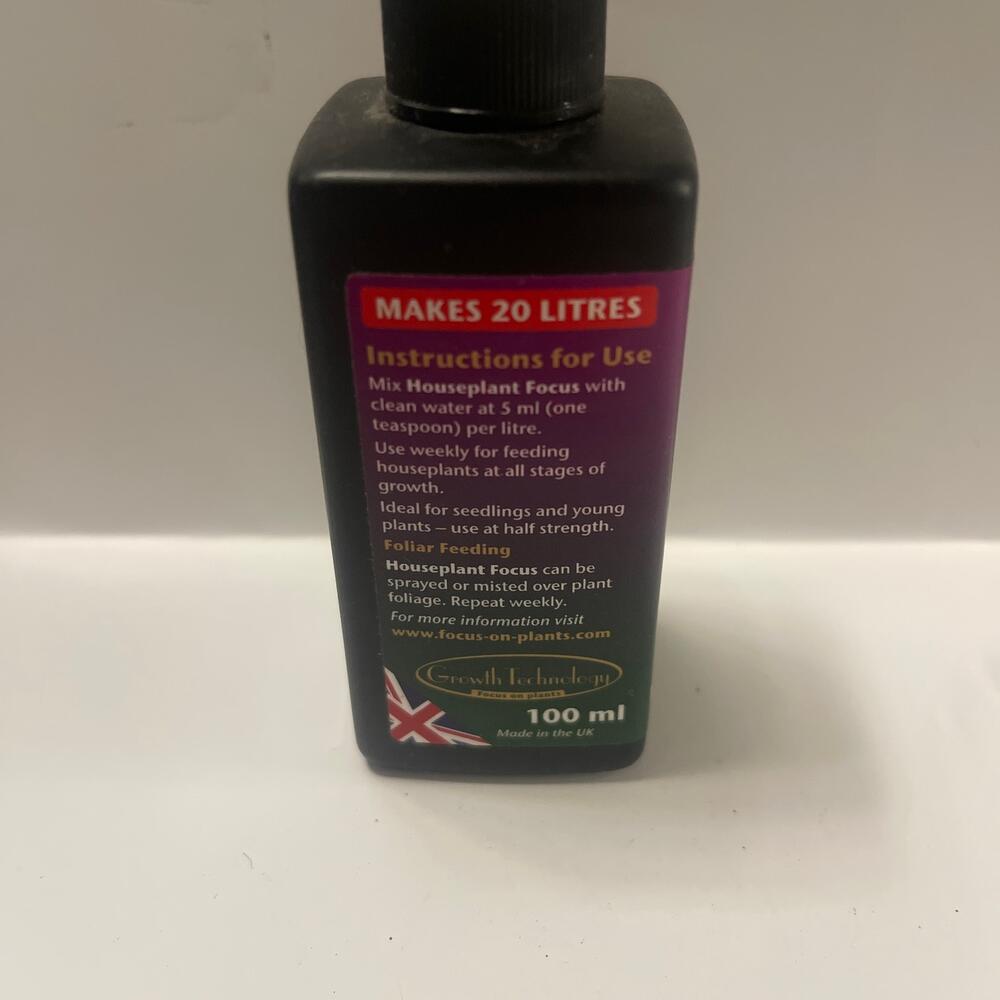 MAKES 20 LITRES
Instructions for Use
Mix Houseplant Focus with
clean water at 5 ml (one
teaspoon) per litre.
Use weekly for feeding
houseplants at all stages of
growth.
Ideal for seedlings and young
plants – use at half strength.
Foliar Feeding
Houseplant Focus can be
sprayed or misted over plant
foliage. Repeat weekly.
For more information visit
www.focus-on-plants.com
Growth Technology
Focus on plants
100 ml
Made in the UK